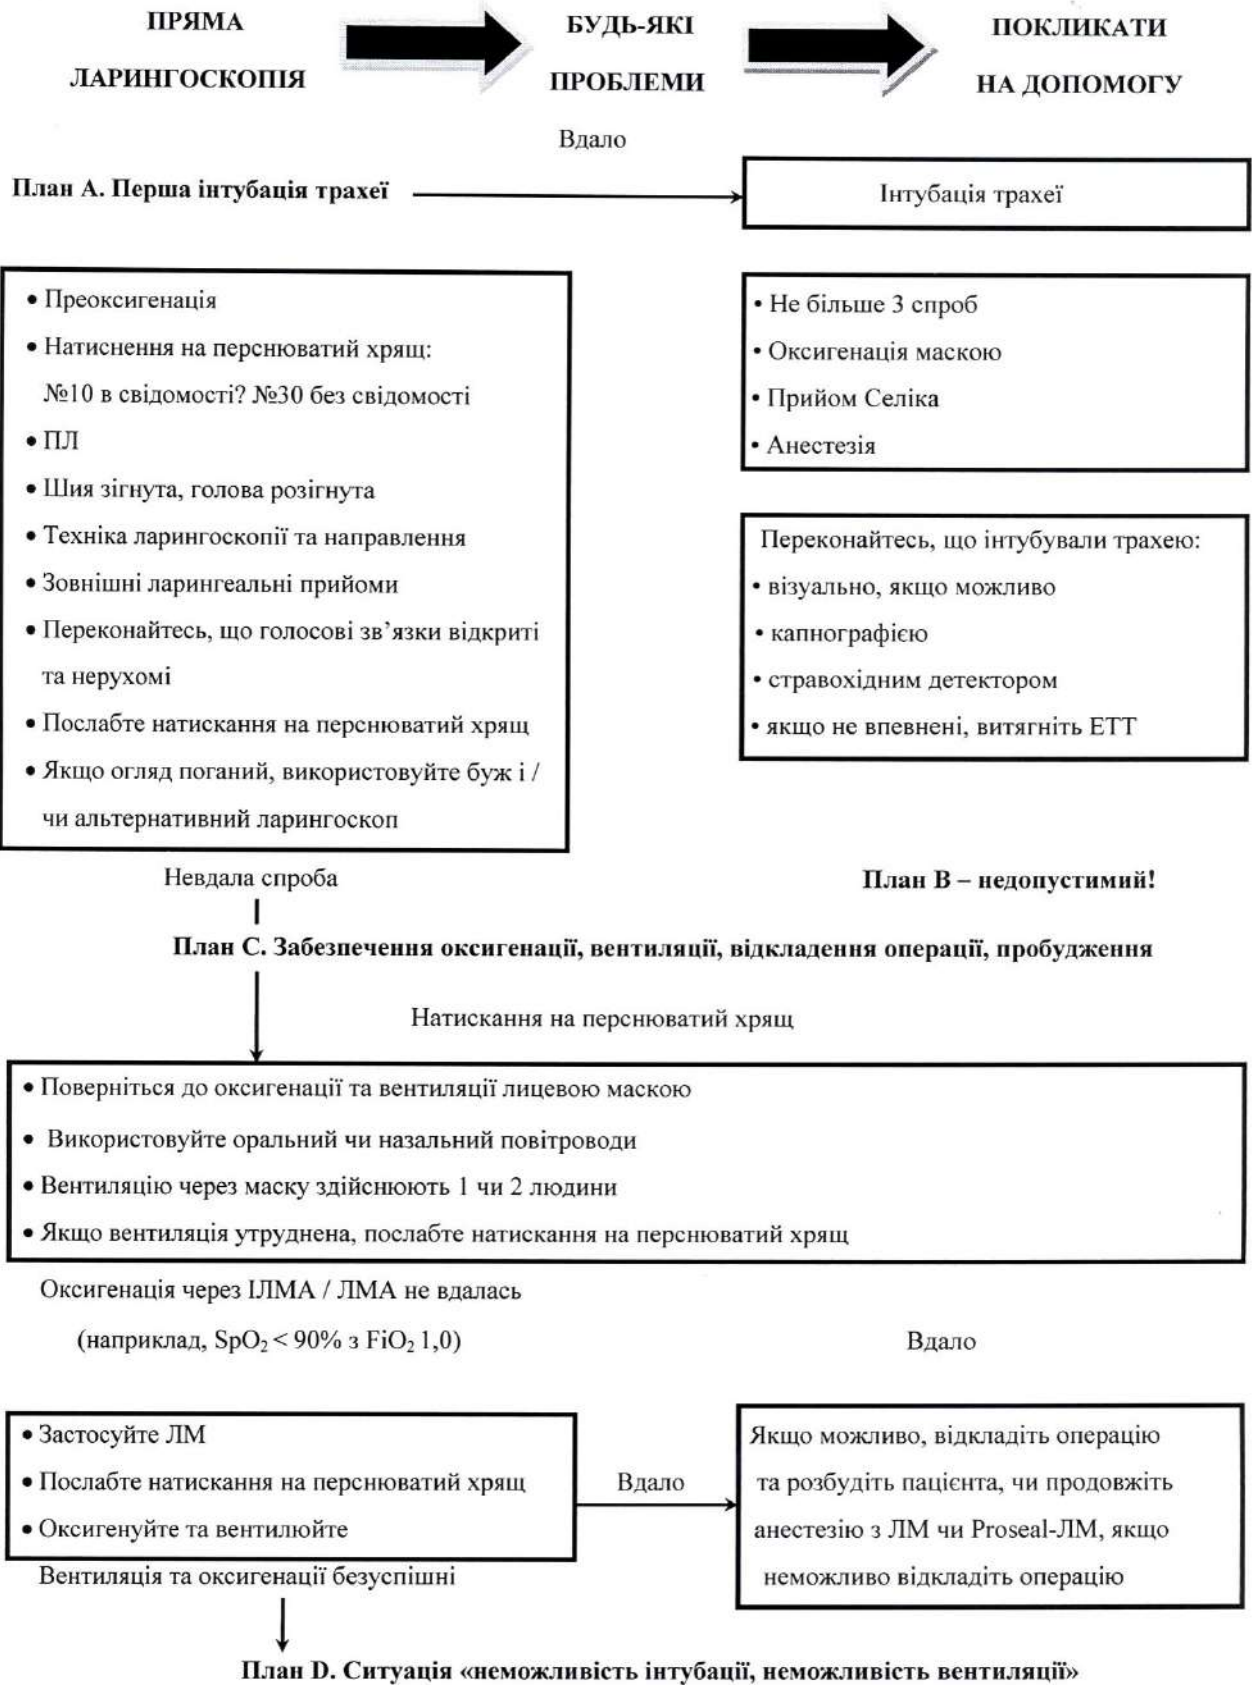 ПРЯМА
ЛАРИНГОСКОПІЯ
БУДЬ-ЯКІ
ПРОБЛЕМИ
ПОКЛИКАТИ
НА ДОПОМОГУ
Вдало
План А. Перша інтубація трахеї
Інтубація трахеї
• Преоксигенація
• Натиснення на перснюватий хрящ:
№10 в свідомості? №30 без свідомості
• ПЛ
• Шия зігнута, голова розігнута
• Техніка ларингоскопії та направлення
• Зовнішні ларингеальні прийоми
• Переконайтесь, що голосові зв’язки відкриті
та нерухомі
• Послабте натискання на перснюватий хрящ
• Якщо огляд поганий, використовуйте буж і /
чи альтернативний ларингоскоп
• Не більше 3 спроб
• Оксигенація маскою
• Прийом Селіка
• Анестезія
Переконайтесь, що інтубували трахею:
• візуально, якщо можливо
• капнографією
• стравохідним детектором
• якщо не впевнені, витягніть ЕТТ
Невдала спроба
План В – недопустимий!
План С. Забезпечення оксигенації, вентиляції, відкладення операції, пробудження
Натискання на перснюватий хрящ
• Поверніться до оксигенації та вентиляції лицевою маскою
• Використовуйте оральний чи назальний повітроводи
• Вентиляцію через маску здійснюють 1 чи 2 людини
• Якщо вентиляція утруднена, послабте натискання на перснюватий хрящ
Оксигенація через ІЛМА / ЛМА не вдалась
(наприклад, SpO₂ < 90% з FiO₂ 1,0)
Вдало
• Застосуйте ЛМ
• Послабте натискання на перснюватий хрящ
• Оксигенуйте та вентилюйте
Вдало
Якщо можливо, відкладіть операцію
та розбудіть пацієнта, чи продовжіть
анестезію з ЛМ чи Proseal-ЛМ, якщо
неможливо відкладіть операцію
Вентиляція та оксигенації безуспішні
План D. Ситуація «неможливість інтубації, неможливість вентиляції»